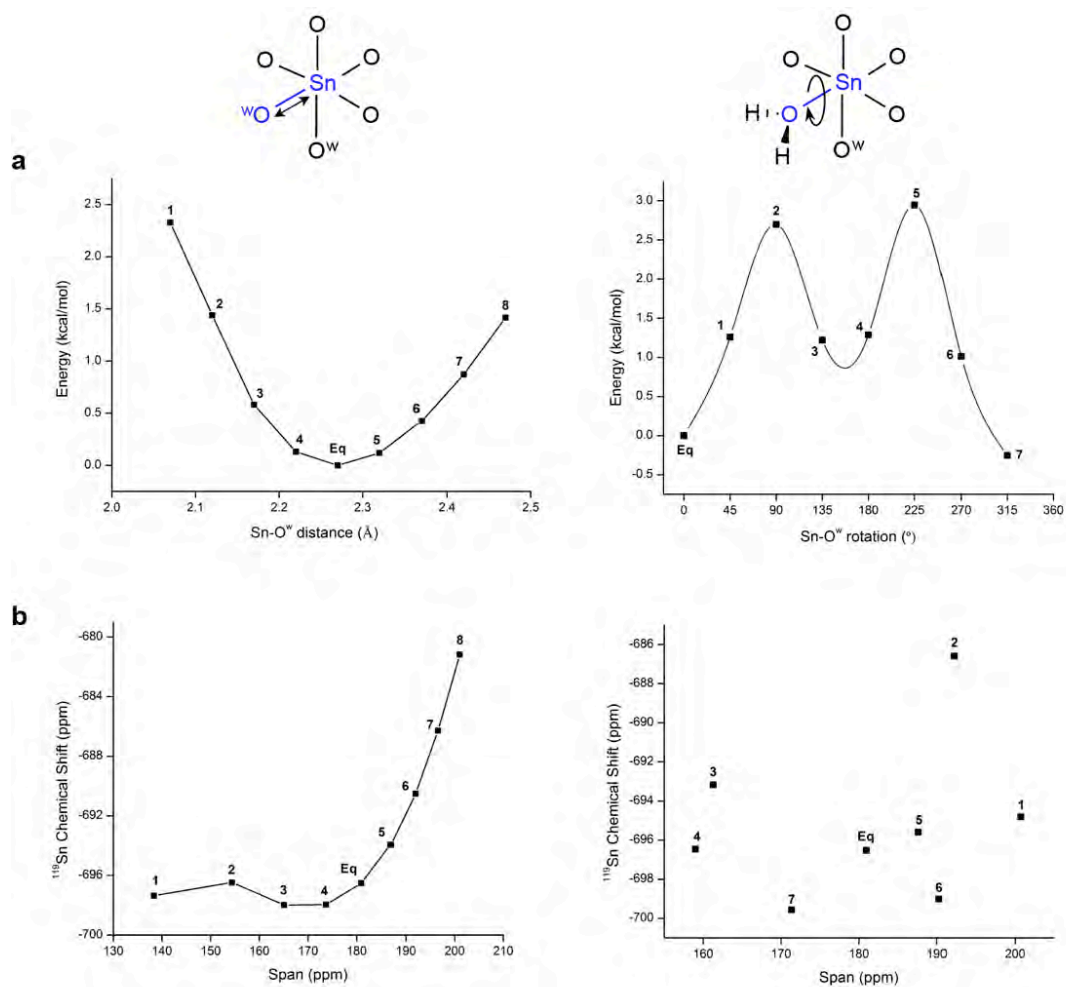 O
O
O
Sn
ᵂO
O
Oᵂ
O
O
O
Sn
H
O
O
H
Oᵂ
a
Energy (kcal/mol)
2.5
2.0
1.5
1.0
0.5
0.0
1
2
3
4
Eq
5
6
7
8
2.0
2.1
2.2
2.3
2.4
2.5
Sn-Oʷ distance (Å)
Energy (kcal/mol)
3.0
2.5
2.0
1.5
1.0
0.5
0.0
-0.5
Eq
1
2
3
4
5
6
7
0
45
90
135
180
225
270
315
360
Sn-Oʷ rotation (°)
b
¹¹⁹Sn Chemical Shift (ppm)
-680
-684
-688
-692
-696
-700
1
2
3
4
Eq
5
6
7
8
130
140
150
160
170
180
190
200
210
Span (ppm)
¹¹⁹Sn Chemical Shift (ppm)
-686
-688
-690
-692
-694
-696
-698
-700
2
3
1
5
Eq
4
6
7
160
170
180
190
200
Span (ppm)